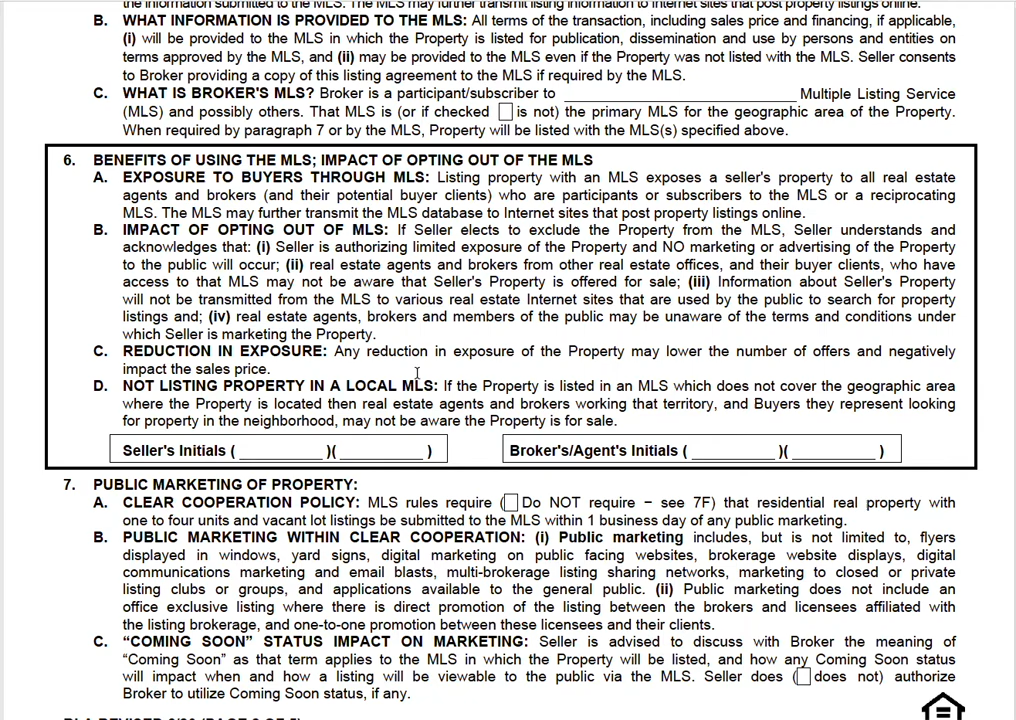 the information submitted to the MLS. The MLS may further transmit listing information to Internet sites that post property listings online.
B. WHAT INFORMATION IS PROVIDED TO THE MLS: All terms of the transaction, including sales price and financing, if applicable,
(i) will be provided to the MLS in which the Property is listed for publication, dissemination and use by persons and entities on
terms approved by the MLS, and (ii) may be provided to the MLS even if the Property was not listed with the MLS. Seller consents
to Broker providing a copy of this listing agreement to the MLS if required by the MLS.
C. WHAT IS BROKER'S MLS? Broker is a participant/subscriber to ______________________________ Multiple Listing Service
(MLS) and possibly others. That MLS is (or if checked ☐ is not) the primary MLS for the geographic area of the Property.
When required by paragraph 7 or by the MLS, Property will be listed with the MLS(s) specified above.
6. BENEFITS OF USING THE MLS; IMPACT OF OPTING OUT OF THE MLS
A. EXPOSURE TO BUYERS THROUGH MLS: Listing property with an MLS exposes a seller's property to all real estate
agents and brokers (and their potential buyer clients) who are participants or subscribers to the MLS or a reciprocating
MLS. The MLS may further transmit the MLS database to Internet sites that post property listings online.
B. IMPACT OF OPTING OUT OF MLS: If Seller elects to exclude the Property from the MLS, Seller understands and
acknowledges that: (i) Seller is authorizing limited exposure of the Property and NO marketing or advertising of the Property
to the public will occur; (ii) real estate agents and brokers from other real estate offices, and their buyer clients, who have
access to that MLS may not be aware that Seller's Property is offered for sale; (iii) Information about Seller's Property
will not be transmitted from the MLS to various real estate Internet sites that are used by the public to search for property
listings and; (iv) real estate agents, brokers and members of the public may be unaware of the terms and conditions under
which Seller is marketing the Property.
C. REDUCTION IN EXPOSURE: Any reduction in exposure of the Property may lower the number of offers and negatively
impact the sales price.
D. NOT LISTING PROPERTY IN A LOCAL MLS: If the Property is listed in an MLS which does not cover the geographic area
where the Property is located then real estate agents and brokers working that territory, and Buyers they represent looking
for property in the neighborhood, may not be aware the Property is for sale.
Seller's Initials ( __________ )( __________ ) Broker's/Agent's Initials ( __________ )( __________ )
7. PUBLIC MARKETING OF PROPERTY:
A. CLEAR COOPERATION POLICY: MLS rules require (☐ Do NOT require – see 7F) that residential real property with
one to four units and vacant lot listings be submitted to the MLS within 1 business day of any public marketing.
B. PUBLIC MARKETING WITHIN CLEAR COOPERATION: (i) Public marketing includes, but is not limited to, flyers
displayed in windows, yard signs, digital marketing on public facing websites, brokerage website displays, digital
communications marketing and email blasts, multi-brokerage listing sharing networks, marketing to closed or private
listing clubs or groups, and applications available to the general public. (ii) Public marketing does not include an
office exclusive listing where there is direct promotion of the listing between the brokers and licensees affiliated with
the listing brokerage, and one-to-one promotion between these licensees and their clients.
C. “COMING SOON” STATUS IMPACT ON MARKETING: Seller is advised to discuss with Broker the meaning of
“Coming Soon” as that term applies to the MLS in which the Property will be listed, and how any Coming Soon status
will impact when and how a listing will be viewable to the public via the MLS. Seller does (☐ does not) authorize
Broker to utilize Coming Soon status, if any.